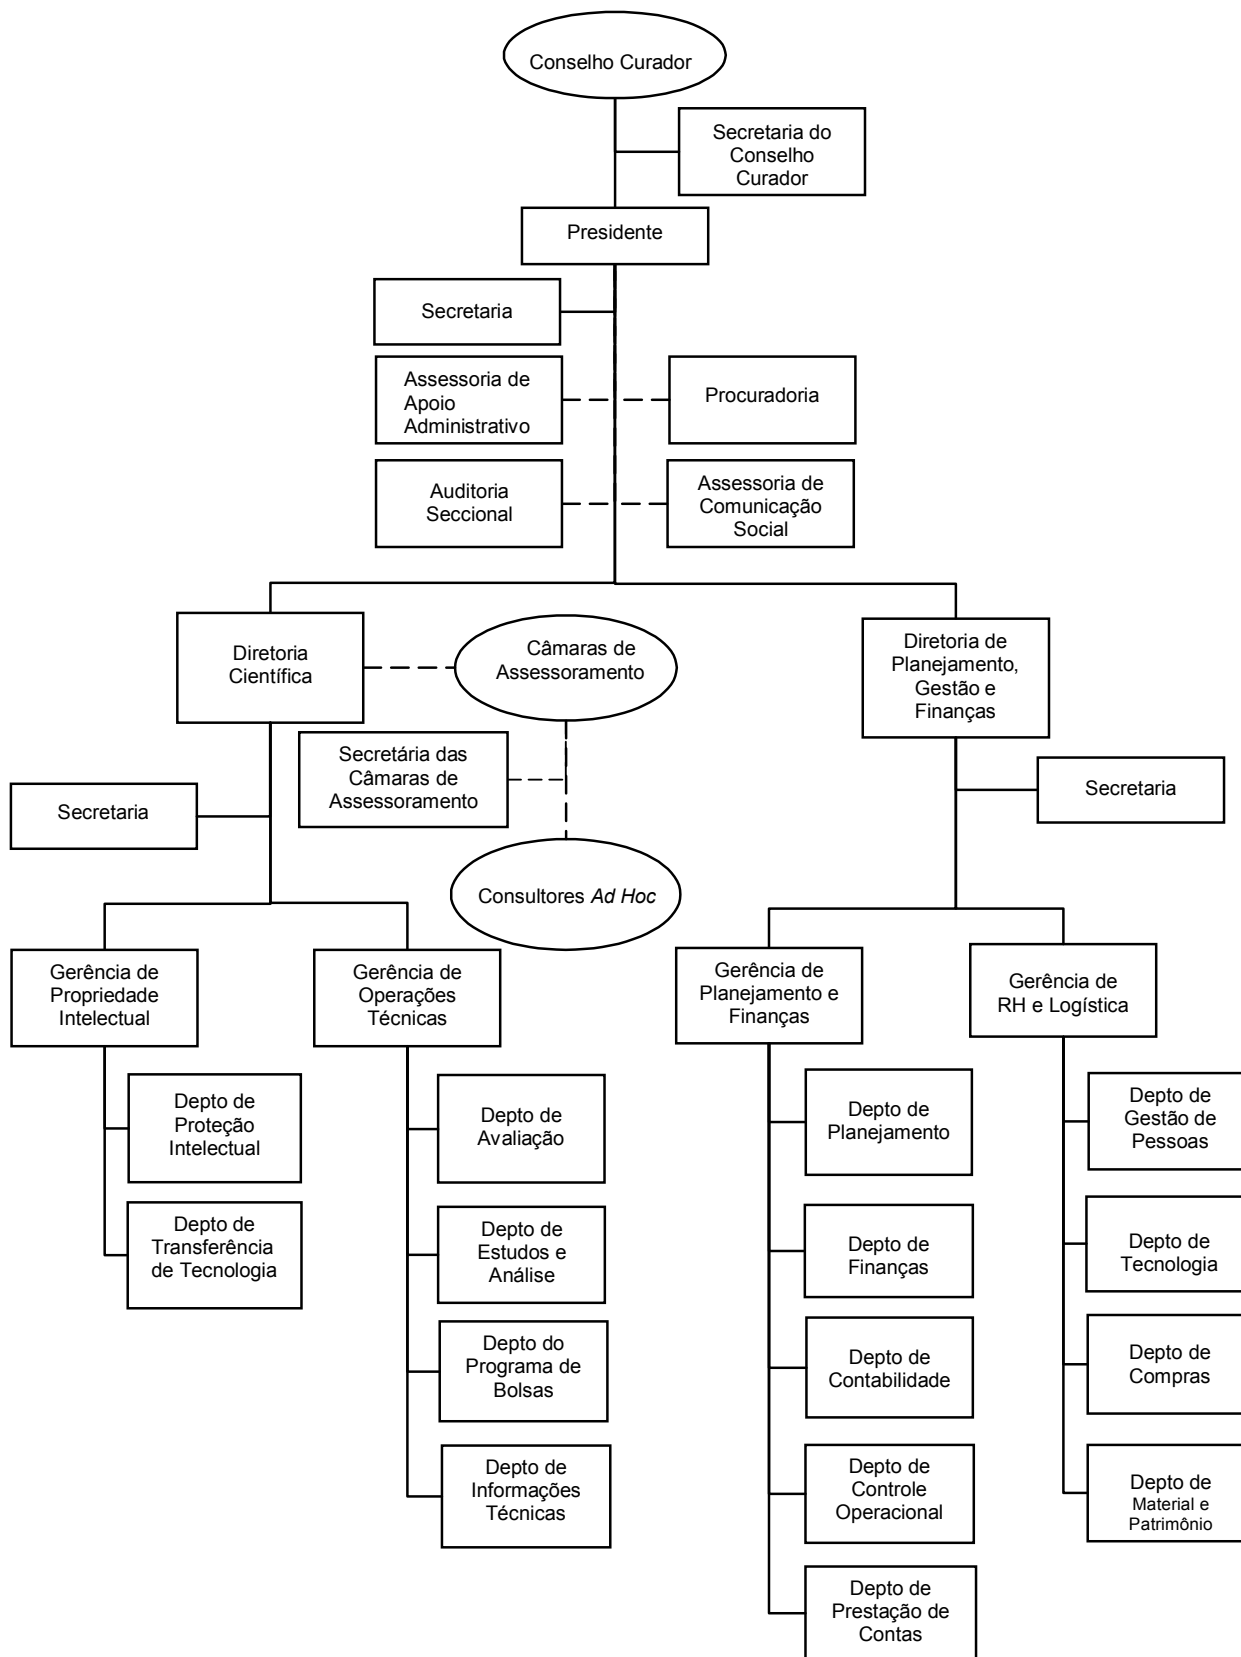 Conselho Curador
Secretaria do
Conselho
Curador
Presidente
Secretaria
Assessoria de
Apoio
Administrativo
Procuradoria
Auditoria
Seccional
Assessoria de
Comunicação
Social
Diretoria
Científica
Câmaras de
Assessoramento
Diretoria de
Planejamento,
Gestão e
Finanças
Secretária das
Câmaras de
Assessoramento
Secretaria
Secretaria
Consultores Ad Hoc
Gerência de
Propriedade
Intelectual
Gerência de
Operações
Técnicas
Gerência de
Planejamento e
Finanças
Gerência de
RH e Logística
Depto de
Proteção
Intelectual
Depto de
Avaliação
Depto de
Planejamento
Depto de
Gestão de
Pessoas
Depto de
Transferência
de Tecnologia
Depto de
Estudos e
Análise
Depto de
Finanças
Depto de
Tecnologia
Depto do
Programa de
Bolsas
Depto de
Contabilidade
Depto de
Compras
Depto de
Informações
Técnicas
Depto de
Controle
Operacional
Depto de
Material e
Patrimônio
Depto de
Prestação de
Contas